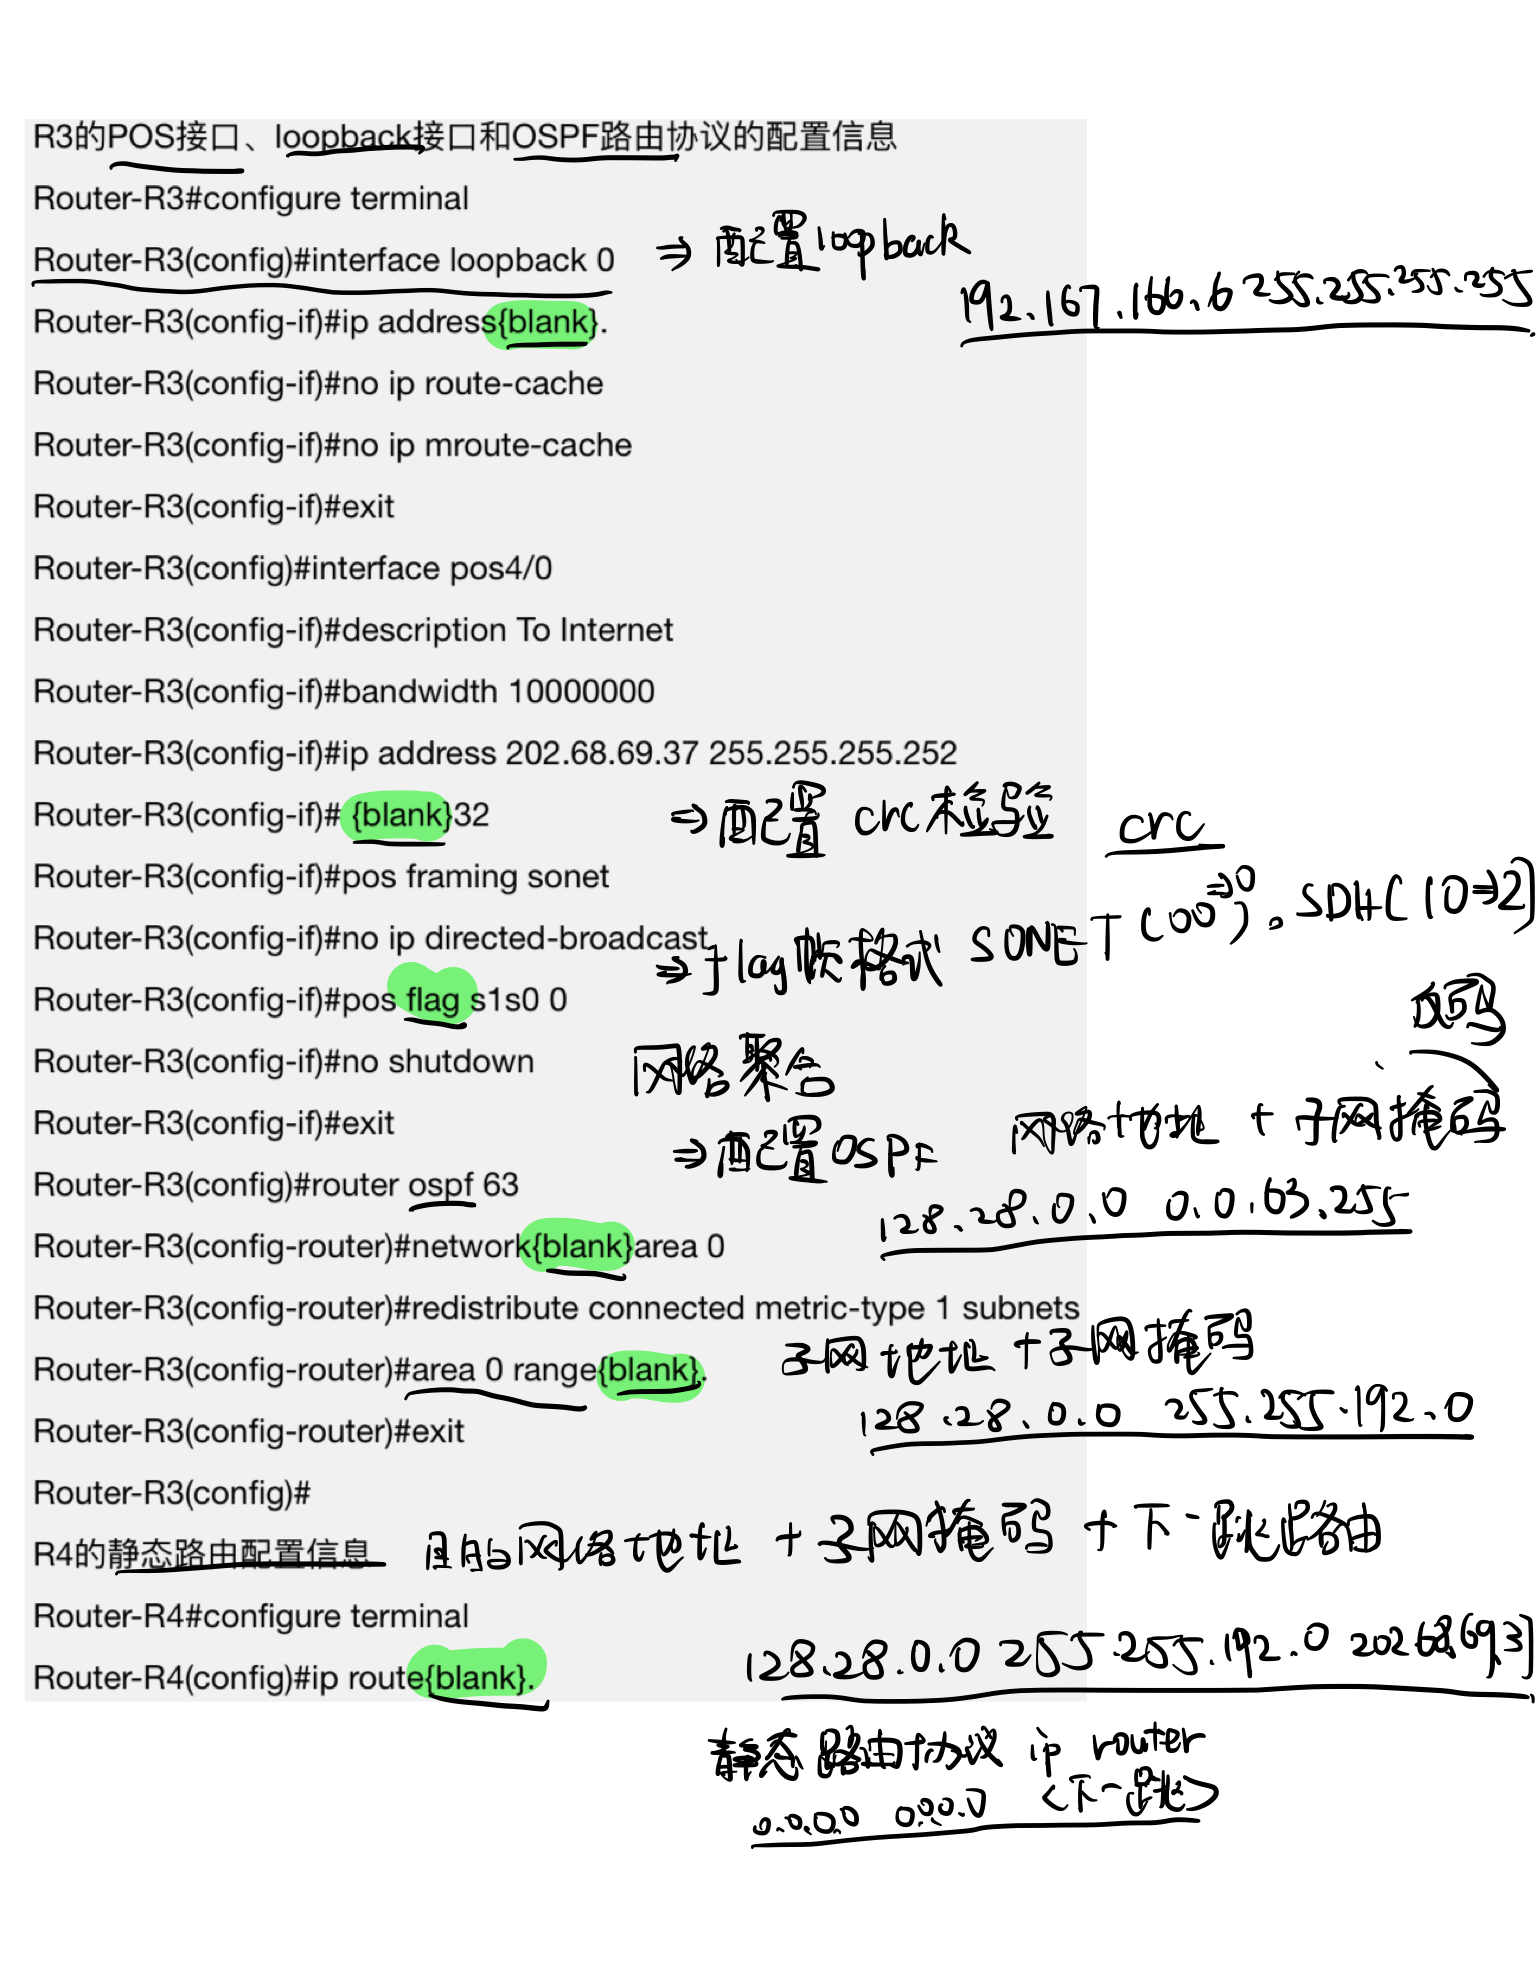 R3的POS接口、loopback接口和OSPF路由协议的配置信息
Router-R3#configure terminal
Router-R3(config)#interface loopback 0 ⇒ 配置loopback
192.167.166.6 255.255.255.255
Router-R3(config-if)#ip address{blank}.
Router-R3(config-if)#no ip route-cache
Router-R3(config-if)#no ip mroute-cache
Router-R3(config-if)#exit
Router-R3(config)#interface pos4/0
Router-R3(config-if)#description To Internet
Router-R3(config-if)#bandwidth 10000000
Router-R3(config-if)#ip address 202.68.69.37 255.255.255.252
Router-R3(config-if)# {blank}32 ⇒ 配置 crc 检验 crc
Router-R3(config-if)#pos framing sonet
Router-R3(config-if)#no ip directed-broadcast
⇒ flag帧格式 SONET(00⇒0)。SDH(10⇒2)
Router-R3(config-if)#pos flag s1s0 0
反码
Router-R3(config-if)#no shutdown 网络聚合
Router-R3(config-if)#exit
⇒ 配置OSPF 网络地址 + 子网掩码
Router-R3(config)#router ospf 63
128.28.0.0 0.0.63.255
Router-R3(config-router)#network{blank}area 0
Router-R3(config-router)#redistribute connected metric-type 1 subnets
Router-R3(config-router)#area 0 range{blank}. 子网地址 + 子网掩码
128.28.0.0 255.255.192.0
Router-R3(config-router)#exit
Router-R3(config)#
R4的静态路由配置信息 目的网络地址 + 子网掩码 + 下一跳路由
Router-R4#configure terminal
Router-R4(config)#ip route{blank}. 128.28.0.0 255.255.192.0
静态路由协议 ip router
0.0.0.0 0.0.0.0 <下一跳>